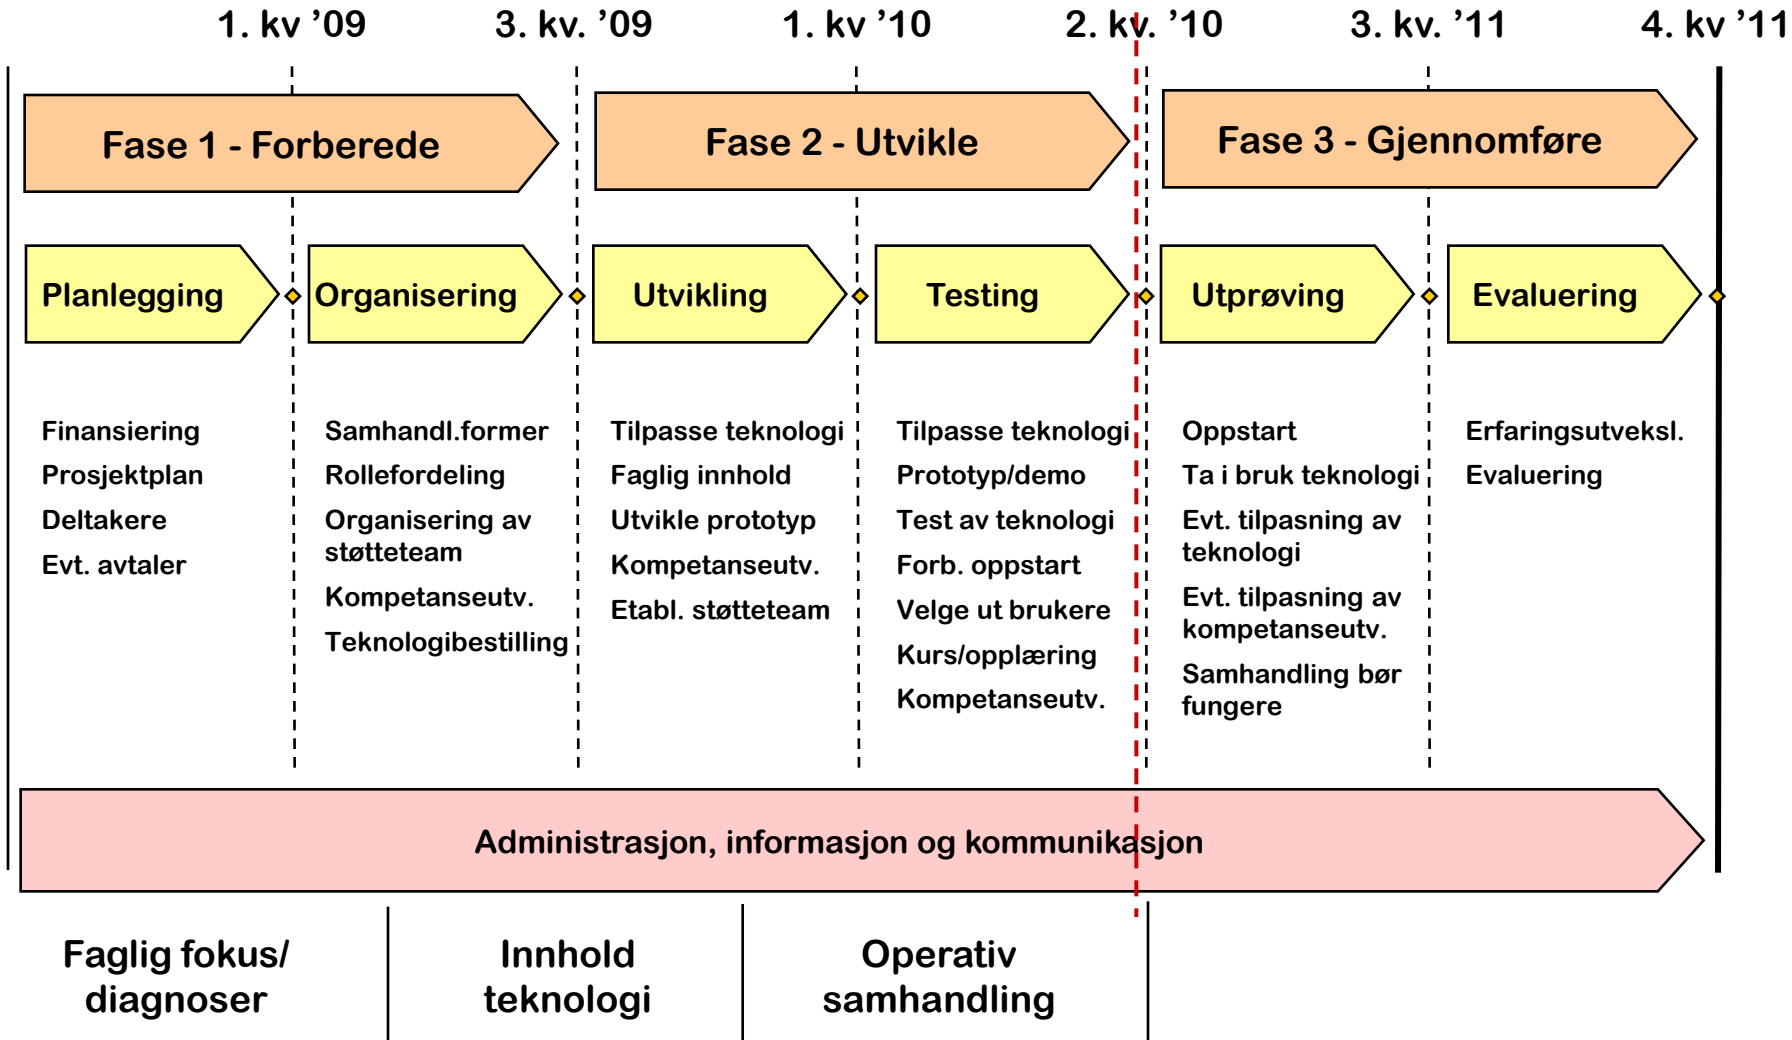 1. kv ’09
3. kv. ’09
1. kv ’10
2. kv. ’10
3. kv. ’11
4. kv ’11
Fase 1 - Forberede
Fase 2 - Utvikle
Fase 3 - Gjennomføre
Planlegging
Organisering
Utvikling
Testing
Utprøving
Evaluering
Finansiering
Prosjektplan
Deltakere
Evt. avtaler
Samhandl.former
Rollefordeling
Organisering av
støtteteam
Kompetanseutv.
Teknologibestilling
Tilpasse teknologi
Faglig innhold
Utvikle prototyp
Kompetanseutv.
Etabl. støtteteam
Tilpasse teknologi
Prototyp/demo
Test av teknologi
Forb. oppstart
Velge ut brukere
Kurs/opplæring
Kompetanseutv.
Oppstart
Ta i bruk teknologi
Evt. tilpasning av
teknologi
Evt. tilpasning av
kompetanseutv.
Samhandling bør
fungere
Erfaringsutveksl.
Evaluering
Administrasjon, informasjon og kommunikasjon
Faglig fokus/
diagnoser
Innhold
teknologi
Operativ
samhandling